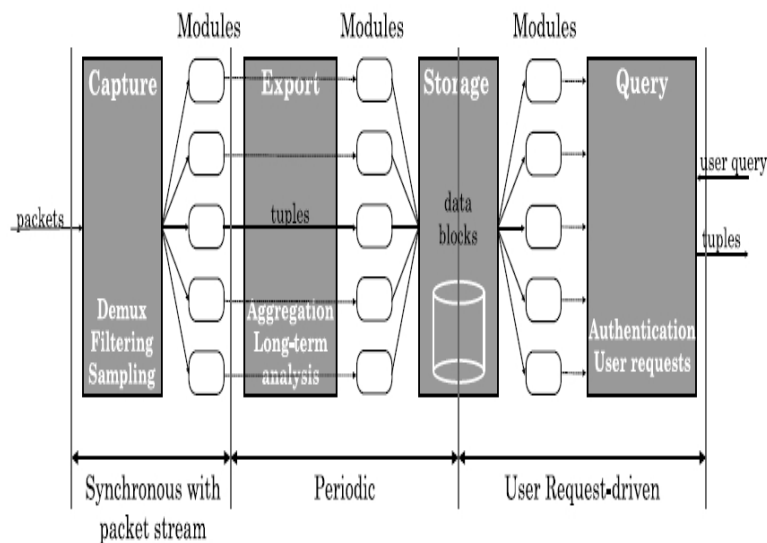 Modules
Modules
Modules
Capture
Export
Storage
Query
packets
tuples
data
blocks
user query
tuples
Demux
Filtering
Sampling
Aggregation
Long-term
analysis
Authentication
User requests
Synchronous with
packet stream
Periodic
User Request-driven